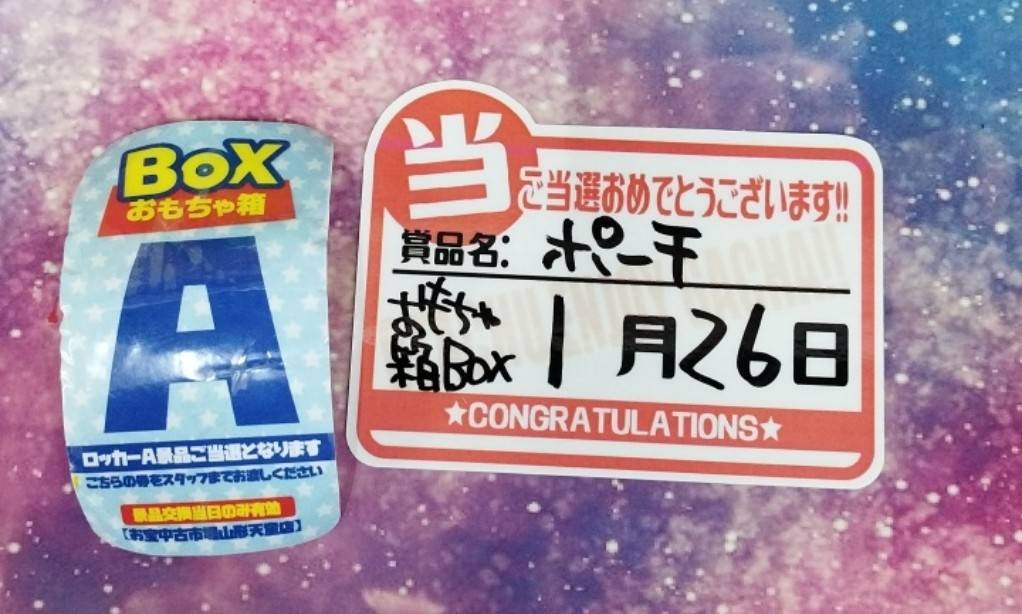 BOX
おもちゃ箱
A
ロッカーA景品ご当選となります
こちらの券をスタッフまでお渡しください
景品交換当日のみ有効
【お宝中古市場山形天童店】
当
ご当選おめでとうございます!!
賞品名: ポーチ
おもちゃ
箱Box
1月26日
★CONGRATULATIONS★